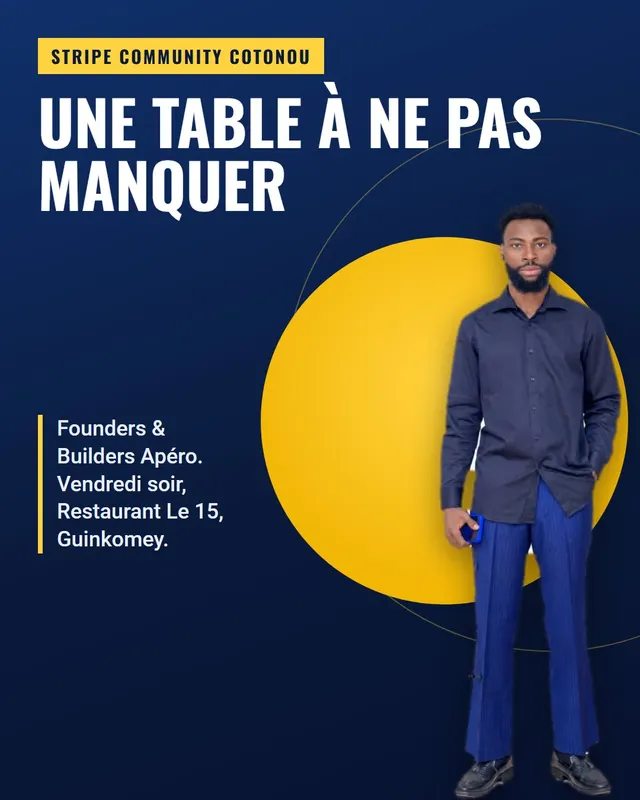 STRIPE COMMUNITY COTONOU
UNE TABLE À NE PAS
MANQUER
Founders &
Builders Apéro.
Vendredi soir,
Restaurant Le 15,
Guinkomey.